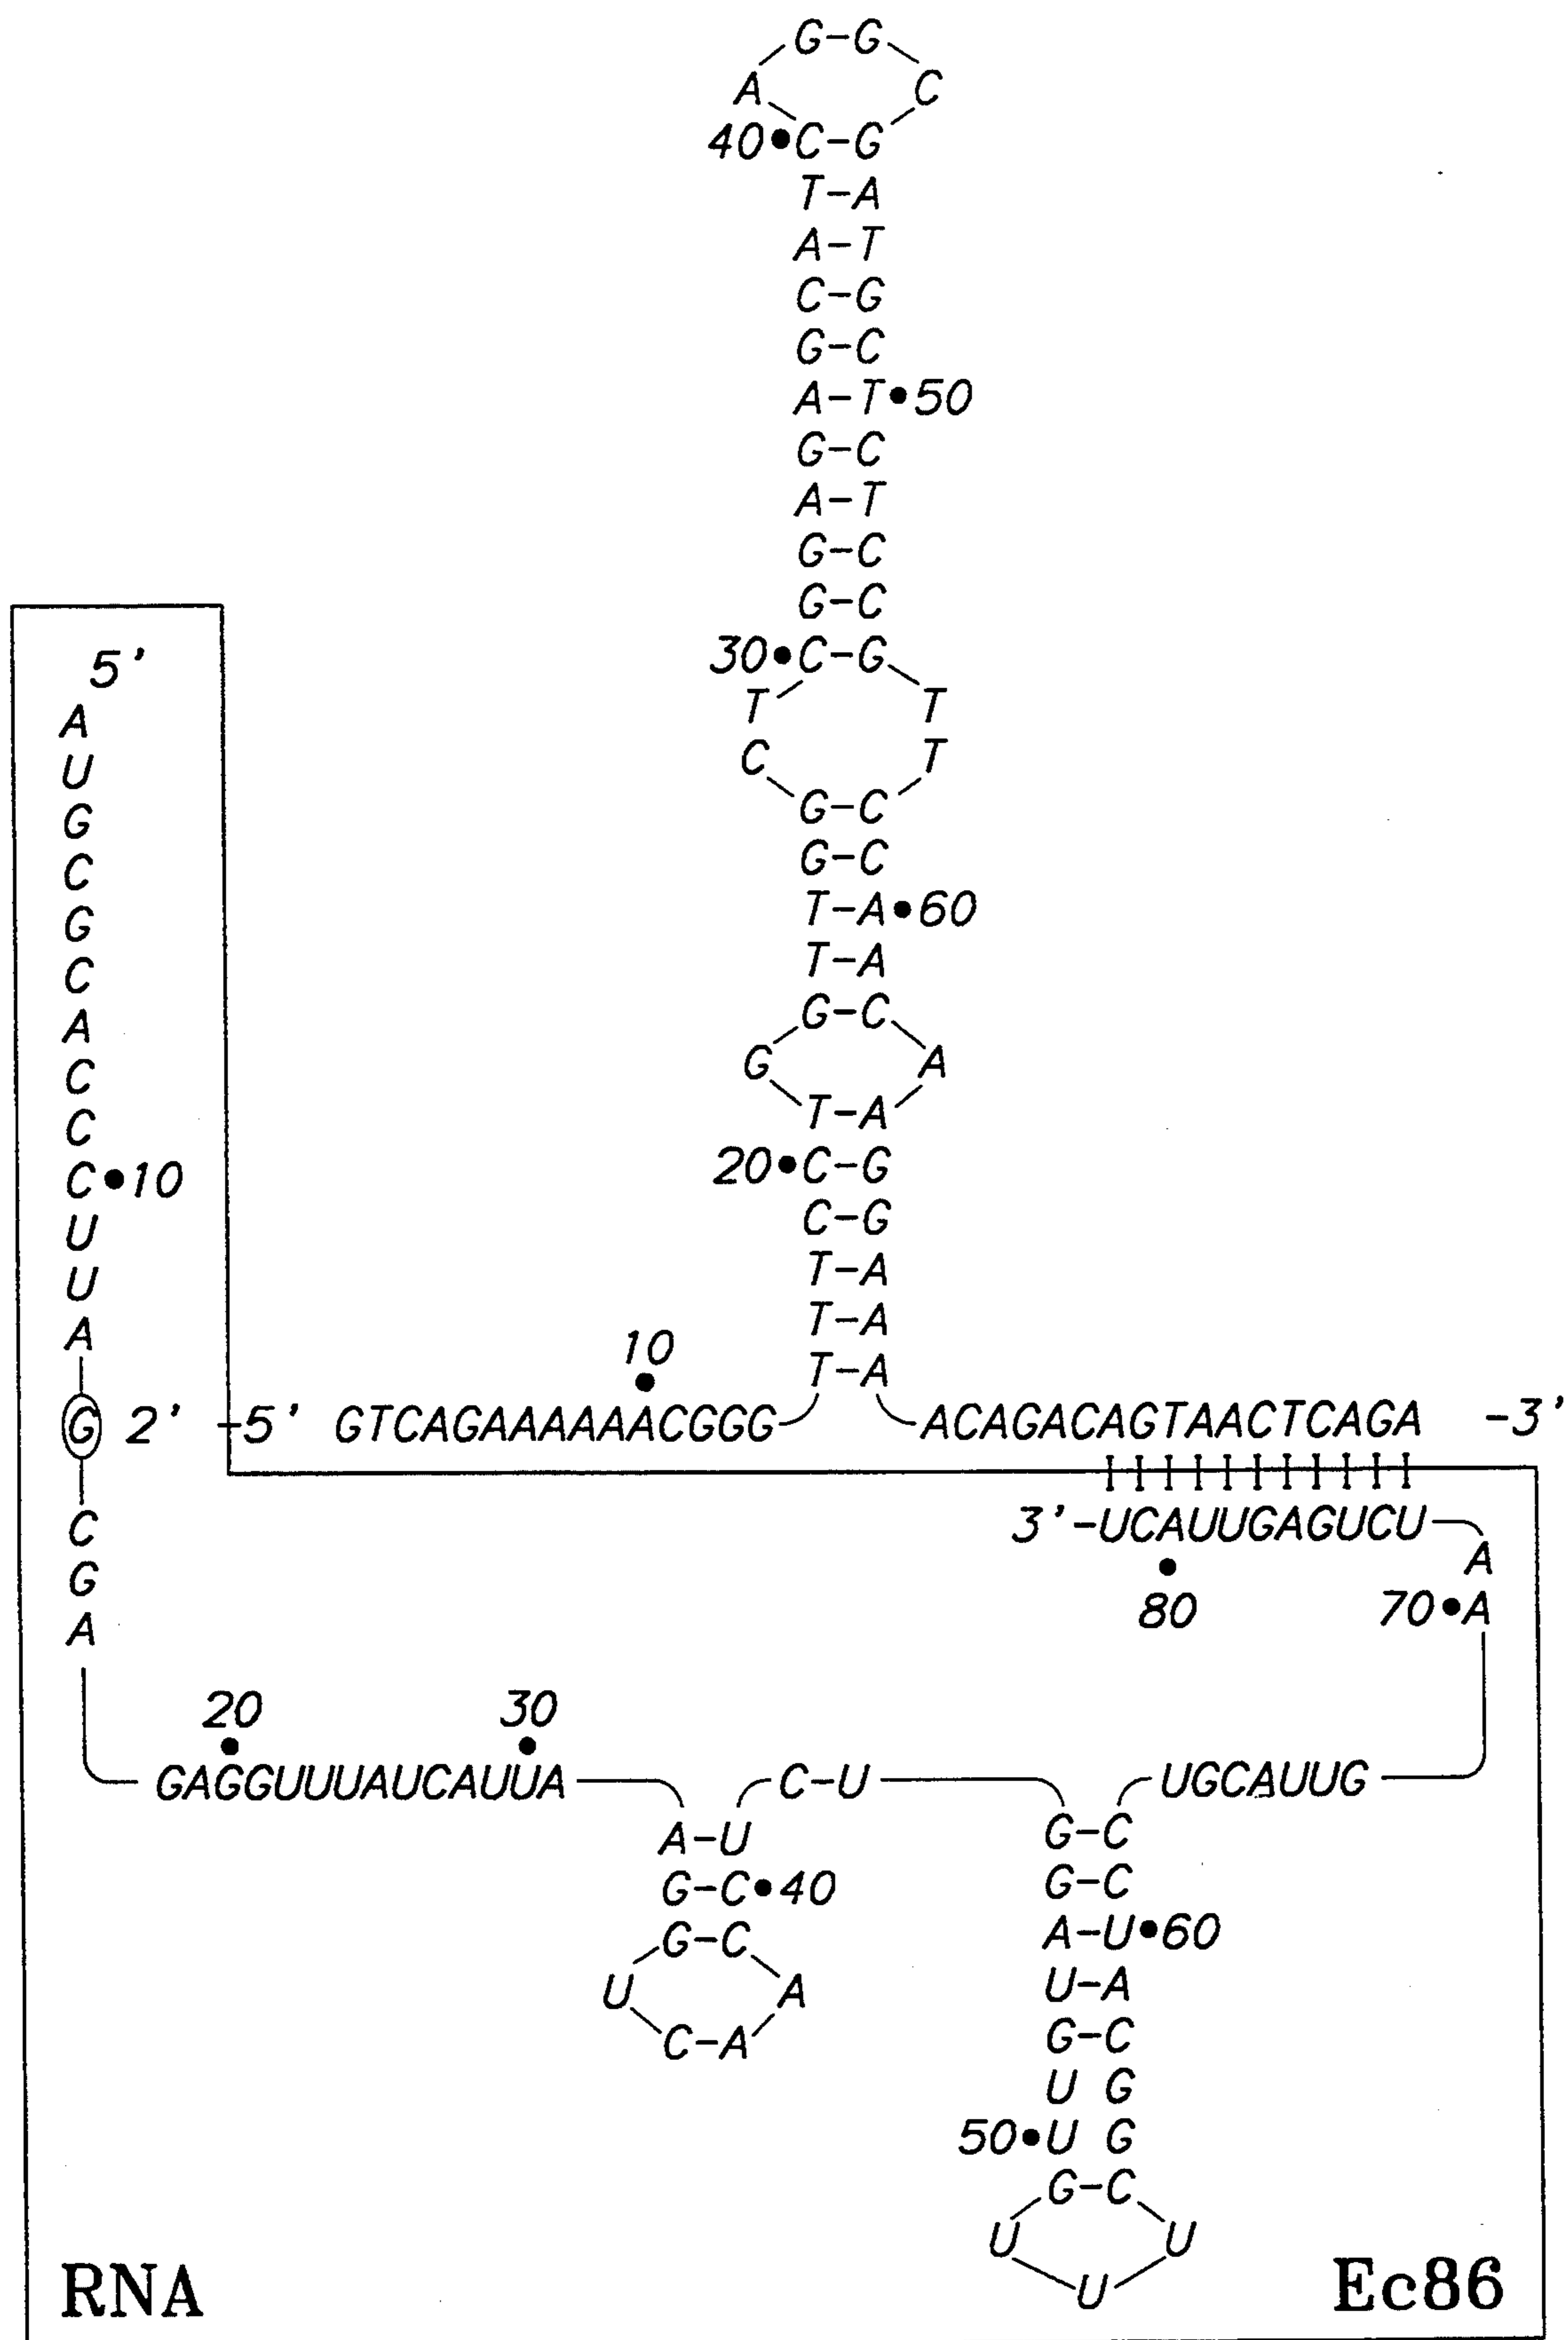 G-G
A C
40•C-G
T-A
A-T
C-G
G-C
A-T•50
G-C
A-T
G-C
G-C
30•C-G
T T
C T
G-C
G-C
T-A•60
T-A
G-C
G A
T-A
20•C-G
C-G
T-A
T-A
T-A
5'
A
U
G
C
G
C
A
C
C
C•10
U
U
A
G 2' -5' GTCAGAAAAAACGGG ACAGACAGTAACTCAGA -3'
10
C
G
A
3'-UCAUUGAGUCU
A
80 70•A
20 30
GAGGUUUAUCAUUA C-U UGCAUUG
A-U G-C
G-C•40 G-C
G-C A-U•60
U A U-A
C-A G-C
U G
50•U G
G-C
U U
U
RNA Ec86